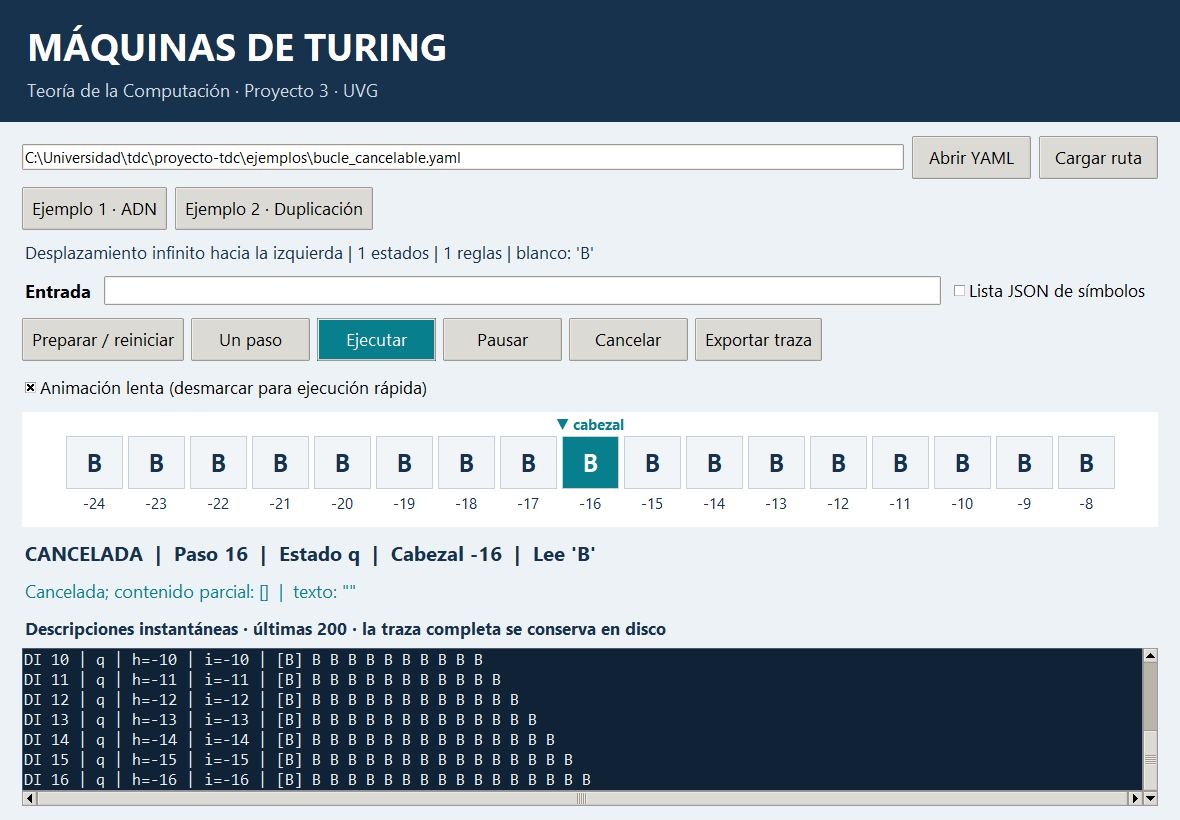 MÁQUINAS DE TURING
Teoría de la Computación · Proyecto 3 · UVG
C:\Universidad\tdc\proyecto-tdc\ejemplos\bucle_cancelable.yaml
Abrir YAML
Cargar ruta
Ejemplo 1 · ADN
Ejemplo 2 · Duplicación
Desplazamiento infinito hacia la izquierda | 1 estados | 1 reglas | blanco: 'B'
Entrada
Lista JSON de símbolos
Preparar / reiniciar
Un paso
Ejecutar
Pausar
Cancelar
Exportar traza
Animación lenta (desmarcar para ejecución rápida)
▼ cabezal
B B B B B B B B B B B B B B B B B
-24 -23 -22 -21 -20 -19 -18 -17 -16 -15 -14 -13 -12 -11 -10 -9 -8
CANCELADA | Paso 16 | Estado q | Cabezal -16 | Lee 'B'
Cancelada; contenido parcial: [] | texto: ""
Descripciones instantáneas · últimas 200 · la traza completa se conserva en disco
DI 10 | q | h=-10 | i=-10 | [B] B B B B B B B B B B
DI 11 | q | h=-11 | i=-11 | [B] B B B B B B B B B B B
DI 12 | q | h=-12 | i=-12 | [B] B B B B B B B B B B B B
DI 13 | q | h=-13 | i=-13 | [B] B B B B B B B B B B B B B
DI 14 | q | h=-14 | i=-14 | [B] B B B B B B B B B B B B B B
DI 15 | q | h=-15 | i=-15 | [B] B B B B B B B B B B B B B B B
DI 16 | q | h=-16 | i=-16 | [B] B B B B B B B B B B B B B B B B